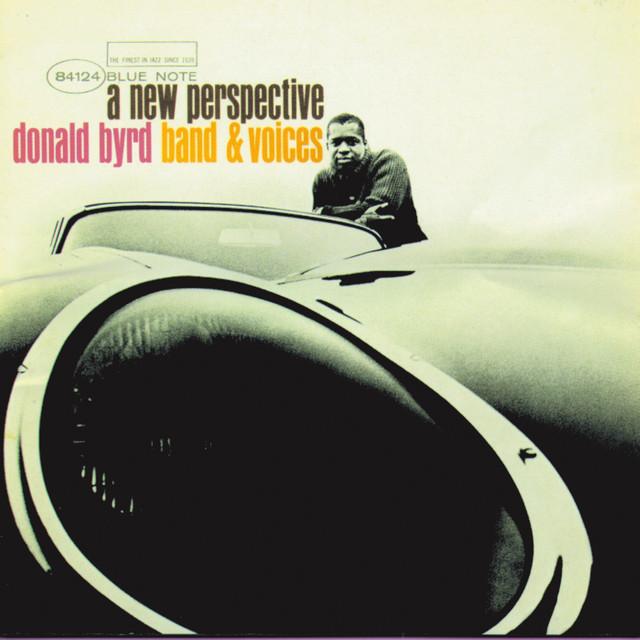 THE FINEST IN JAZZ SINCE 1939
84124 BLUE NOTE
a new perspective
donald byrd band & voices